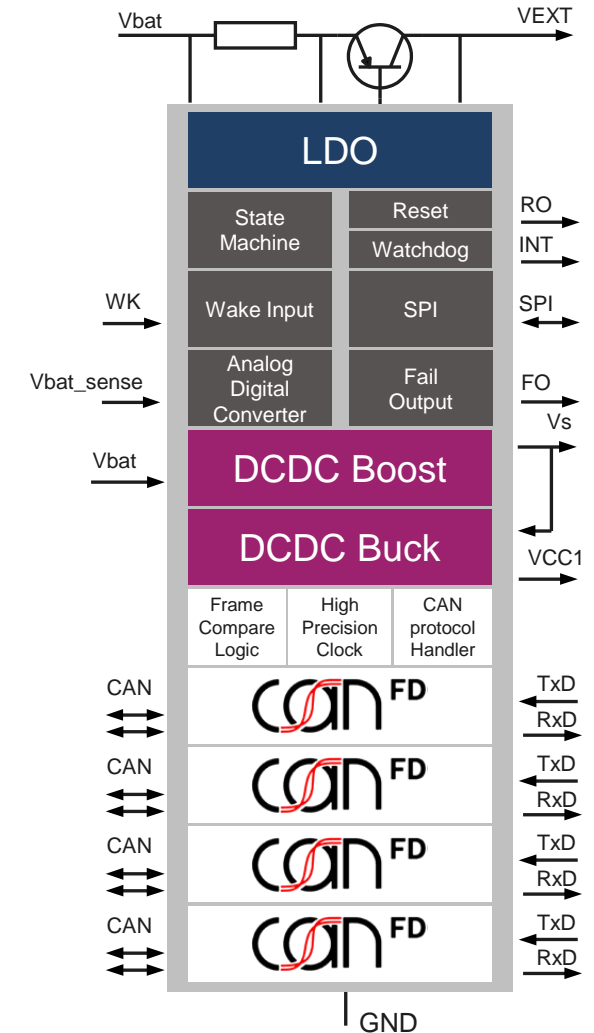 Vbat
VEXT
LDO
State
Machine
Reset
Watchdog
RO
INT
WK
Wake Input
SPI
SPI
Vbat_sense
Analog
Digital
Converter
Fail
Output
FO
Vs
Vbat
DCDC Boost
DCDC Buck
VCC1
Frame
Compare
Logic
High
Precision
Clock
CAN
protocol
Handler
CAN
CAN FD
TxD
RxD
CAN
CAN FD
TxD
RxD
CAN
CAN FD
TxD
RxD
CAN
CAN FD
TxD
RxD
GND